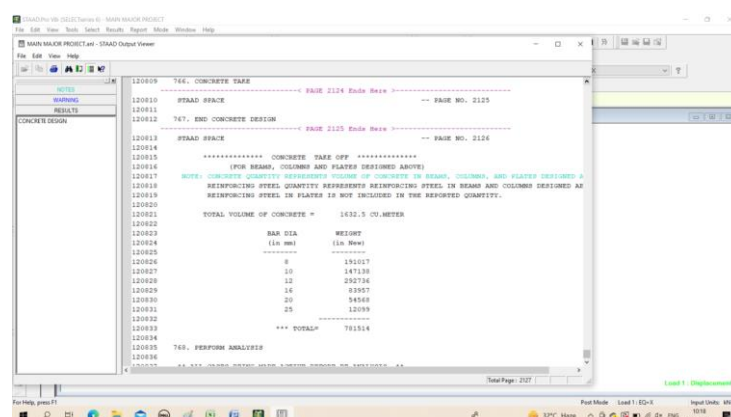 STAAD.Pro V8i (SELECTseries 6) - MAIN MAJOR PROJECT
File Edit View Tools Select Results Report Mode Window Help
MAIN MAJOR PROJECT.anl - STAAD Output Viewer
File Edit View Help
NOTES
WARNING
RESULTS
CONCRETE DESIGN
120809 766. CONCRETE TAKE
< PAGE 2124 Ends Here >
120810 STAAD SPACE -- PAGE NO. 2125
120811
120812 767. END CONCRETE DESIGN
< PAGE 2125 Ends Here >
120813 STAAD SPACE -- PAGE NO. 2126
120814
120815 ************** CONCRETE TAKE OFF **************
120816 (FOR BEAMS, COLUMNS AND PLATES DESIGNED ABOVE)
120817 NOTE: CONCRETE QUANTITY REPRESENTS VOLUME OF CONCRETE IN BEAMS, COLUMNS, AND PLATES DESIGNED A
120818 REINFORCING STEEL QUANTITY REPRESENTS REINFORCING STEEL IN BEAMS AND COLUMNS DESIGNED AB
120819 REINFORCING STEEL IN PLATES IS NOT INCLUDED IN THE REPORTED QUANTITY.
120820
120821 TOTAL VOLUME OF CONCRETE = 1632.5 CU.METER
120822
120823 BAR DIA WEIGHT
120824 (in mm) (in New)
120825 -------- --------
120826 8 191017
120827 10 147138
120828 12 292736
120829 16 83957
120830 20 54568
120831 25 12099
120832 ------------
120833 *** TOTAL= 781514
120834
120835 768. PERFORM ANALYSIS
120836
Total Page: 2127
Load 1 : Displacement
For Help, press F1
Post Mode Load 1 : EQ+X Input Units: kN
32°C Haze ENG 10:18